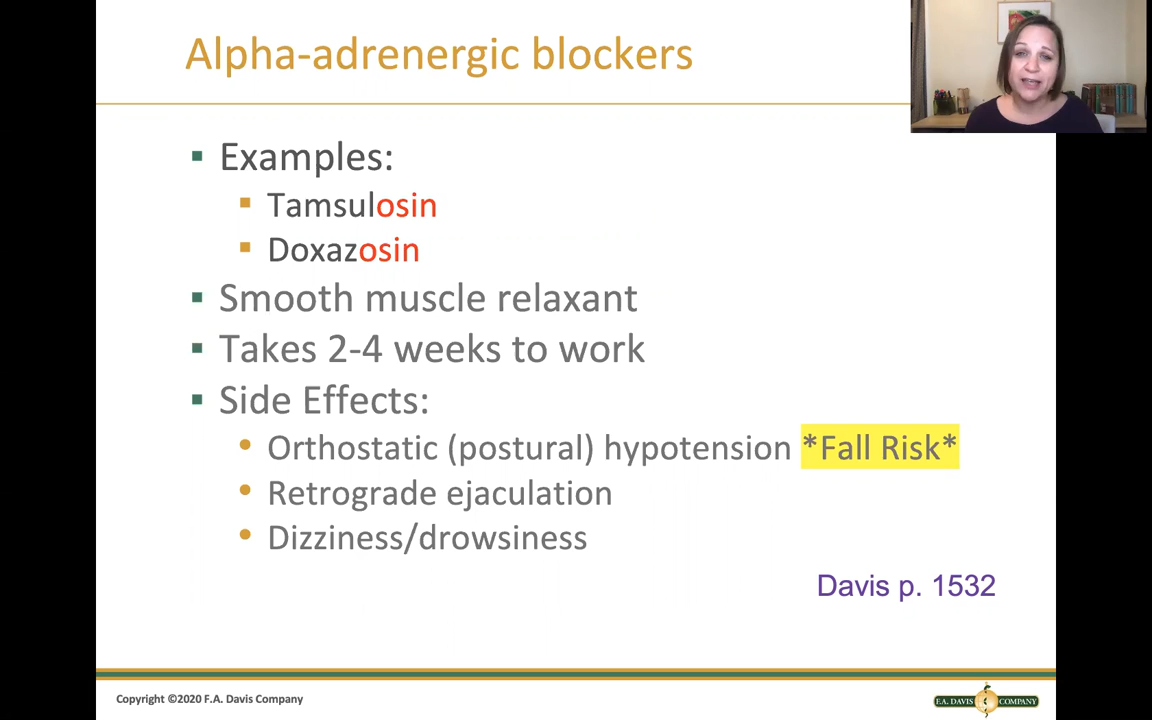 Alpha-adrenergic blockers
Examples:
Tamsulosin
Doxazosin
Smooth muscle relaxant
Takes 2-4 weeks to work
Side Effects:
Orthostatic (postural) hypotension *Fall Risk*
Retrograde ejaculation
Dizziness/drowsiness
Davis p. 1532
Copyright ©2020 F.A. Davis Company
F.A. DAVIS COMPANY